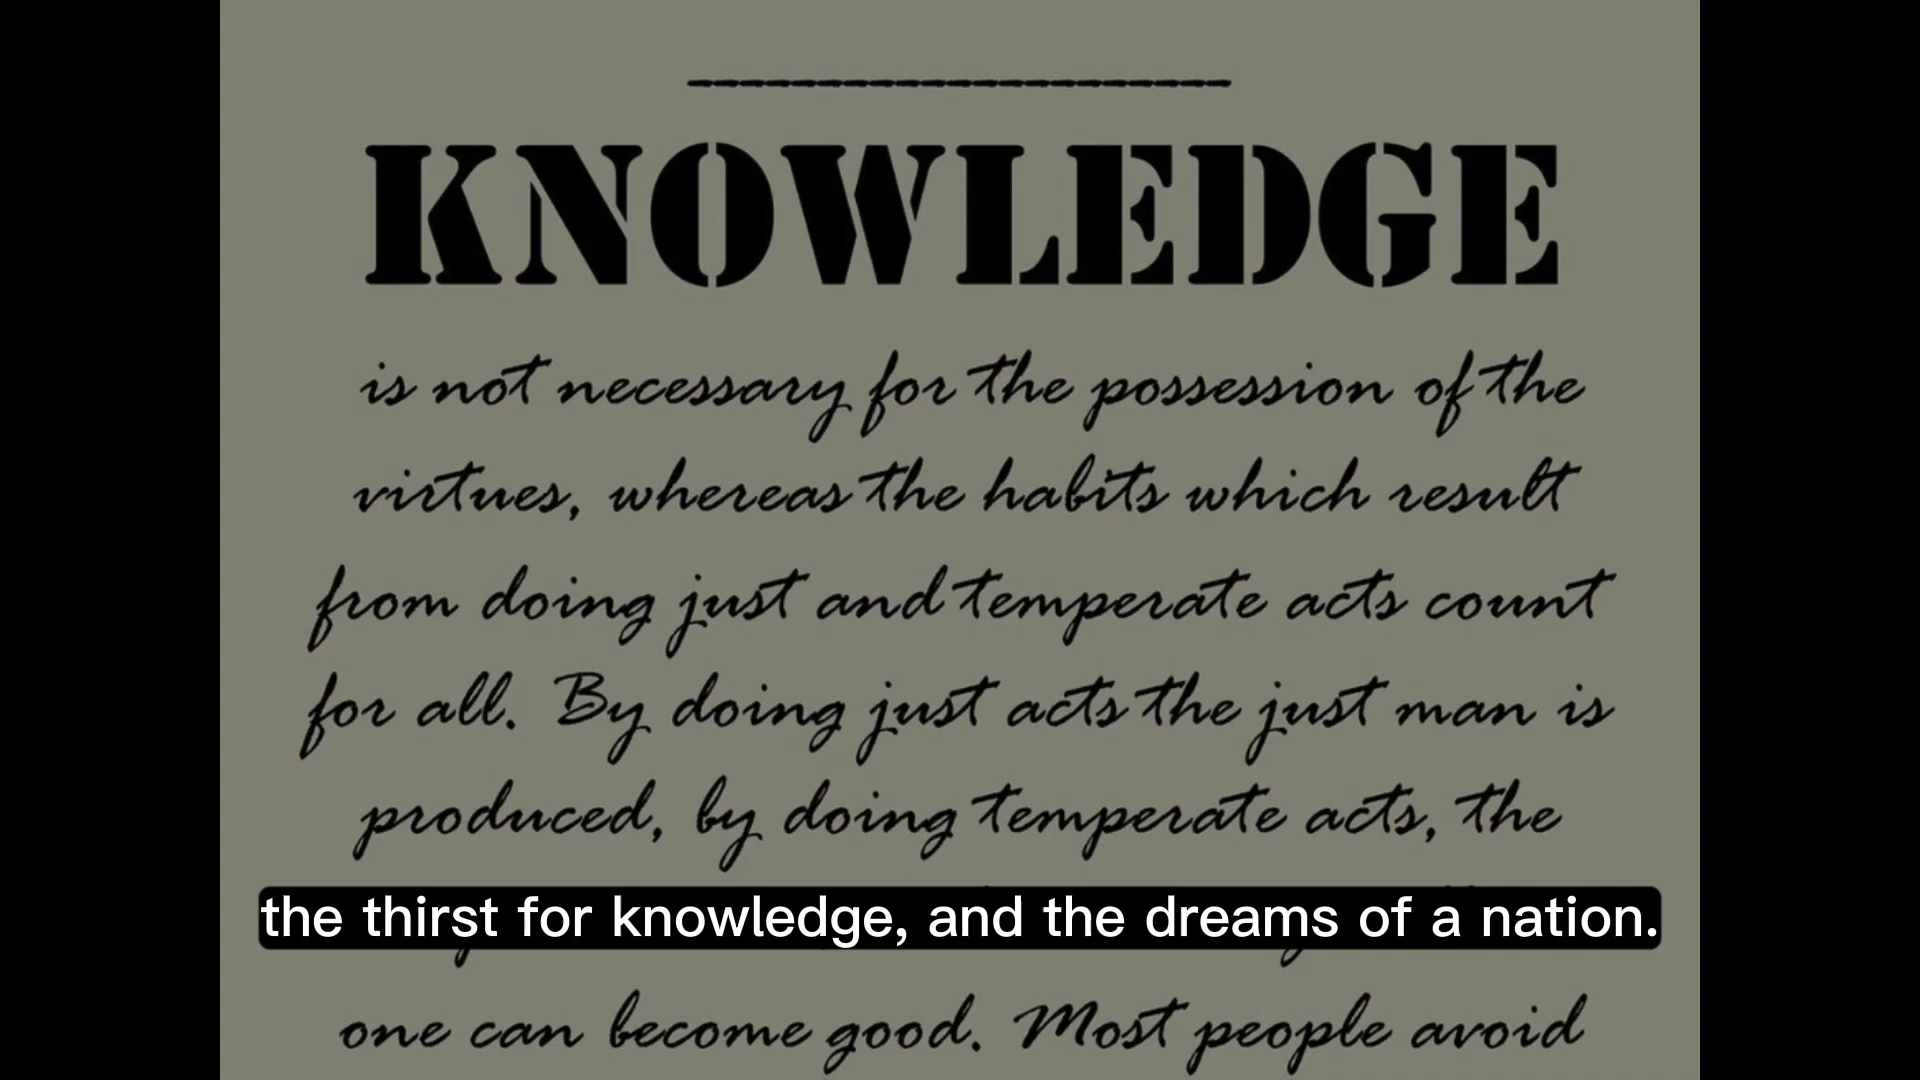 KNOWLEDGE
is not necessary for the possession of the
virtues, whereas the habits which result
from doing just and temperate acts count
for all. By doing just acts the just man is
produced, by doing temperate acts, the
the thirst for knowledge, and the dreams of a nation.
one can become good. Most people avoid